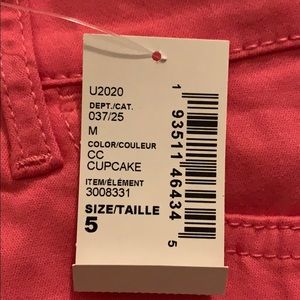 U2020
DEPT./CAT.
037/25
M
COLOR/COULEUR
CC
CUPCAKE
ITEM/ÉLÉMENT
3008331
SIZE/TAILLE
5
1 93511 46434 5